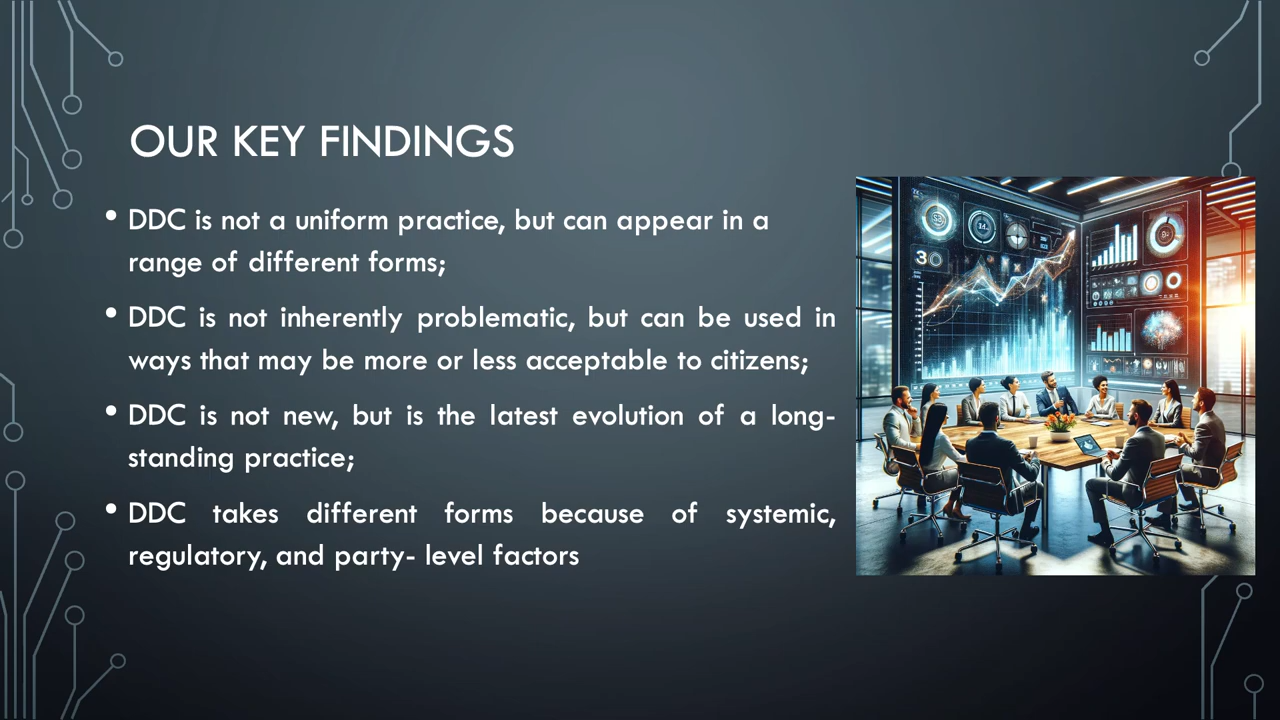 OUR KEY FINDINGS
• DDC is not a uniform practice, but can appear in a
range of different forms;
• DDC is not inherently problematic, but can be used in
ways that may be more or less acceptable to citizens;
• DDC is not new, but is the latest evolution of a long-
standing practice;
• DDC takes different forms because of systemic,
regulatory, and party- level factors